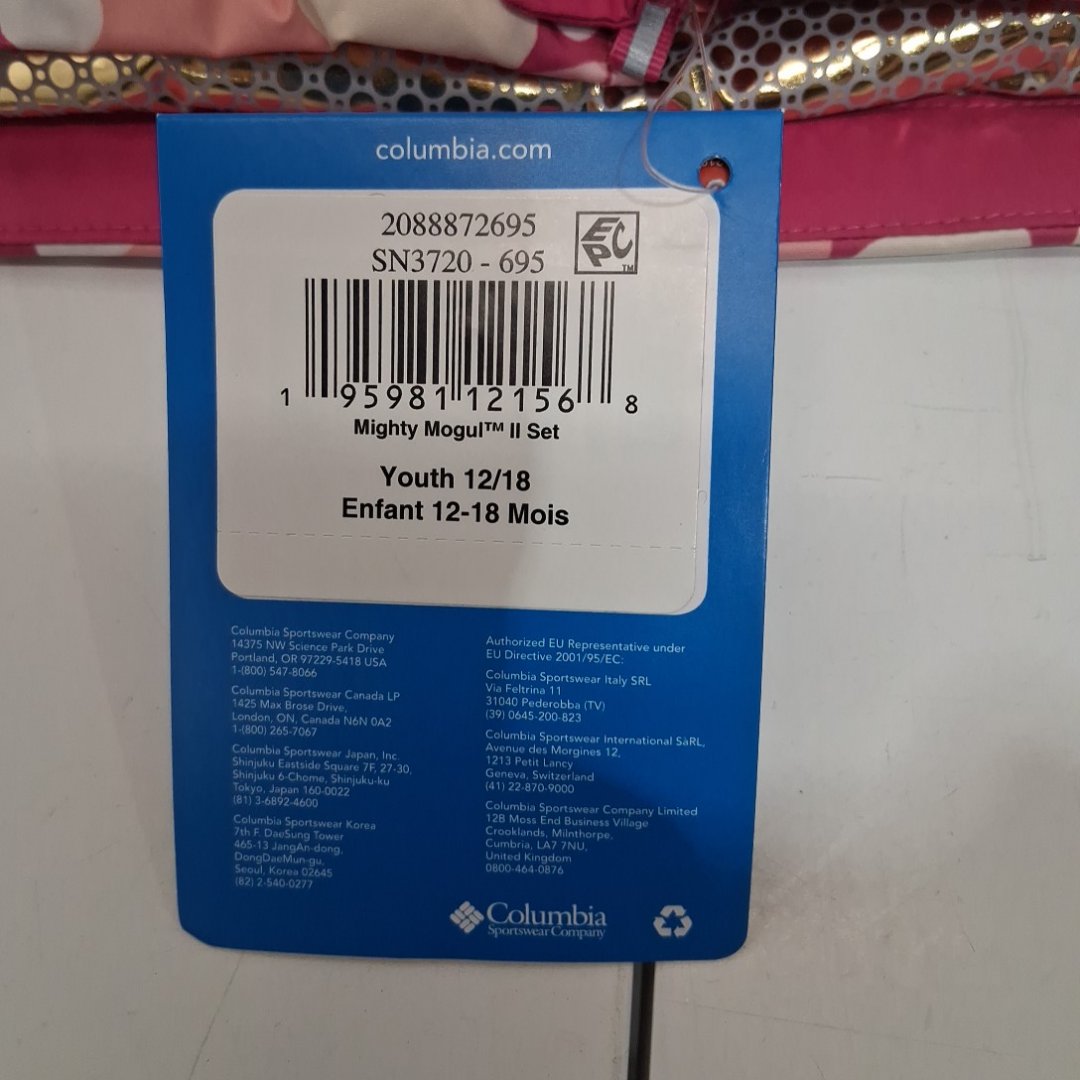 columbia.com
2088872695
SN3720 - 695
EPC
TM
1 95981 12156 8
Mighty Mogul™ II Set
Youth 12/18
Enfant 12-18 Mois
Columbia Sportswear Company
14375 NW Science Park Drive
Portland, OR 97229-5418 USA
1-(800) 547-8066
Columbia Sportswear Canada LP
1425 Max Brose Drive,
London, ON, Canada N6N 0A2
1-(800) 265-7067
Columbia Sportswear Japan, Inc.
Shinjuku Eastside Square 7F, 27-30,
Shinjuku 6-Chome, Shinjuku-ku
Tokyo, Japan 160-0022
(81) 3-6892-4600
Columbia Sportswear Korea
7th F. DaeSung Tower
465-13 JangAn-dong,
DongDaeMun-gu,
Seoul, Korea 02645
(82) 2-540-0277
Authorized EU Representative under
EU Directive 2001/95/EC:
Columbia Sportswear Italy SRL
Via Feltrina 11
31040 Pederobba (TV)
(39) 0645-200-823
Columbia Sportswear International SàRL,
Avenue des Morgines 12,
1213 Petit Lancy
Geneva, Switzerland
(41) 22-870-9000
Columbia Sportswear Company Limited
12B Moss End Business Village
Crooklands, Milnthorpe,
Cumbria, LA7 7NU,
United Kingdom
0800-464-0876
Columbia
Sportswear Company